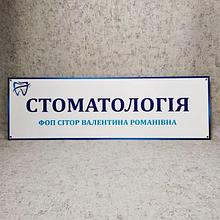 СТОМАТОЛОГІЯ
ФОП СІТОР ВАЛЕНТИНА РОМАНІВНА